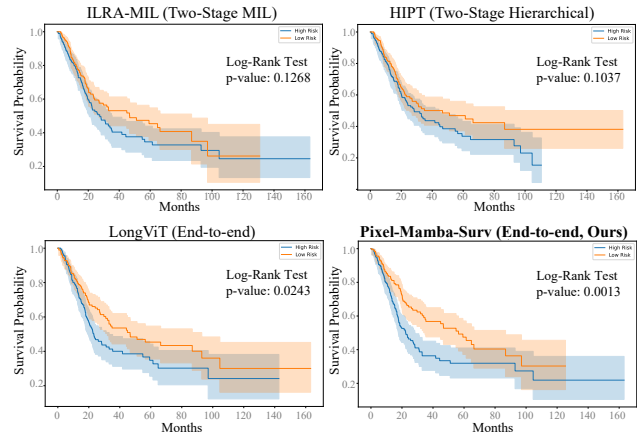 ILRA-MIL (Two-Stage MIL)
High Risk
Low Risk
Log-Rank Test
p-value: 0.1268
Survival Probability
1.0
0.8
0.6
0.4
0.2
0 20 40 60 80 100 120 140 160
Months
HIPT (Two-Stage Hierarchical)
High Risk
Low Risk
Log-Rank Test
p-value: 0.1037
Survival Probability
1.0
0.8
0.6
0.4
0.2
0 20 40 60 80 100 120 140 160
Months
LongViT (End-to-end)
High Risk
Low Risk
Log-Rank Test
p-value: 0.0243
Survival Probability
1.0
0.8
0.6
0.4
0.2
0 20 40 60 80 100 120 140 160
Months
Pixel-Mamba-Surv (End-to-end, Ours)
High Risk
Low Risk
Log-Rank Test
p-value: 0.0013
Survival Probability
1.0
0.8
0.6
0.4
0.2
0 20 40 60 80 100 120 140 160
Months